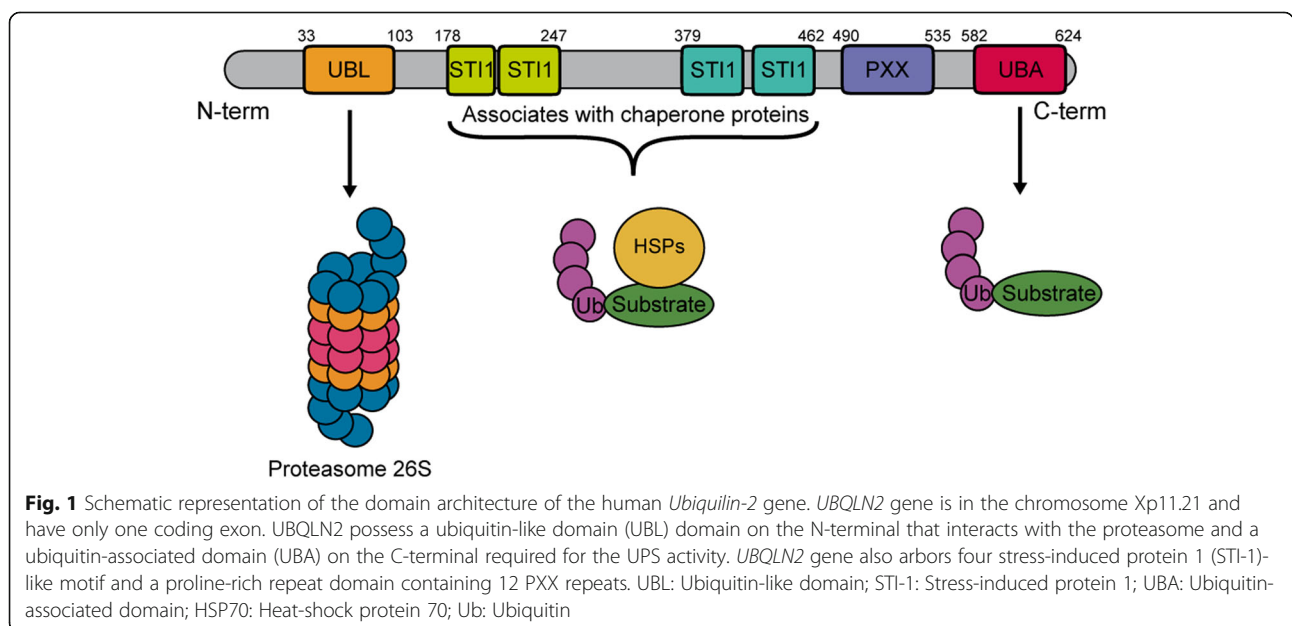 33 103 178 247 379 462 490 535 582 624
UBL STI1 STI1 STI1 STI1 PXX UBA
N-term Associates with chaperone proteins C-term
HSPs
Ub Substrate Ub Substrate
Proteasome 26S
Fig. 1 Schematic representation of the domain architecture of the human Ubiquilin-2 gene. UBQLN2 gene is in the chromosome Xp11.21 and
have only one coding exon. UBQLN2 possess a ubiquitin-like domain (UBL) domain on the N-terminal that interacts with the proteasome and a
ubiquitin-associated domain (UBA) on the C-terminal required for the UPS activity. UBQLN2 gene also arbors four stress-induced protein 1 (STI-1)-
like motif and a proline-rich repeat domain containing 12 PXX repeats. UBL: Ubiquitin-like domain; STI-1: Stress-induced protein 1; UBA: Ubiquitin-
associated domain; HSP70: Heat-shock protein 70; Ub: Ubiquitin